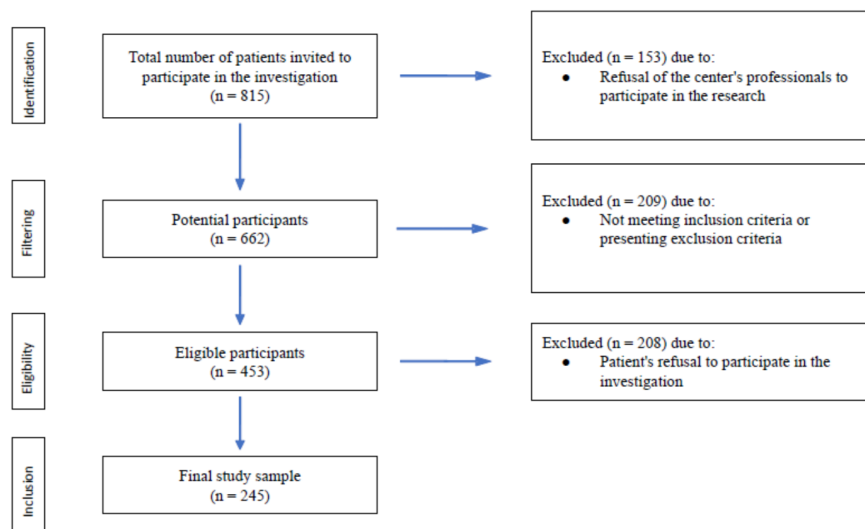 Identification
Total number of patients invited to
participate in the investigation
(n = 815)
Excluded (n = 153) due to:
● Refusal of the center's professionals to
participate in the research
Filtering
Potential participants
(n = 662)
Excluded (n = 209) due to:
● Not meeting inclusion criteria or
presenting exclusion criteria
Eligibility
Eligible participants
(n = 453)
Excluded (n = 208) due to:
● Patient's refusal to participate in the
investigation
Inclusion
Final study sample
(n = 245)